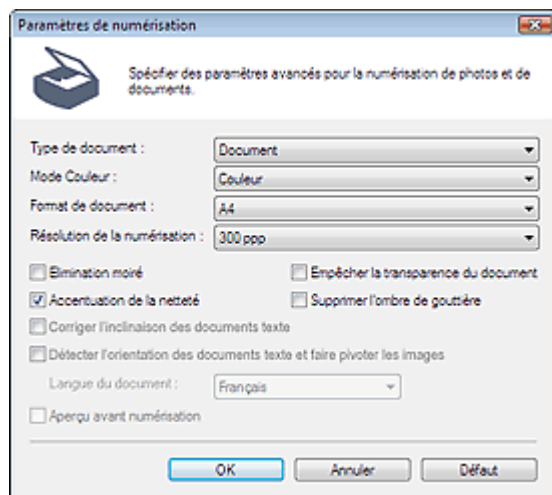 Paramètres de numérisation
Spécifier des paramètres avancés pour la numérisation de photos et de
documents.
Type de document : Document
Mode Couleur : Couleur
Format de document : A4
Résolution de la numérisation : 300 ppp
Elimination moiré Empêcher la transparence du document
Accentuation de la netteté Supprimer l'ombre de gouttière
Corriger l'inclinaison des documents texte
Détecter l'orientation des documents texte et faire pivoter les images
Langue du document : Français
Aperçu avant numérisation
OK Annuler Défaut